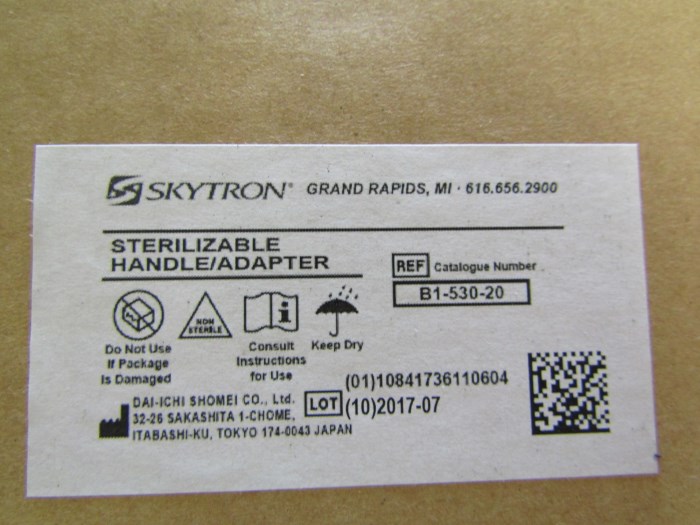 SKYTRON® GRAND RAPIDS, MI · 616.656.2900
STERILIZABLE
HANDLE/ADAPTER
REF Catalogue Number
B1-530-20
NON
STERILE
Do Not Use
If Package
Is Damaged
Consult
Instructions
for Use
Keep Dry
(01)10841736110604
LOT (10)2017-07
DAI-ICHI SHOMEI CO., Ltd.
32-26 SAKASHITA 1-CHOME,
ITABASHI-KU, TOKYO 174-0043 JAPAN